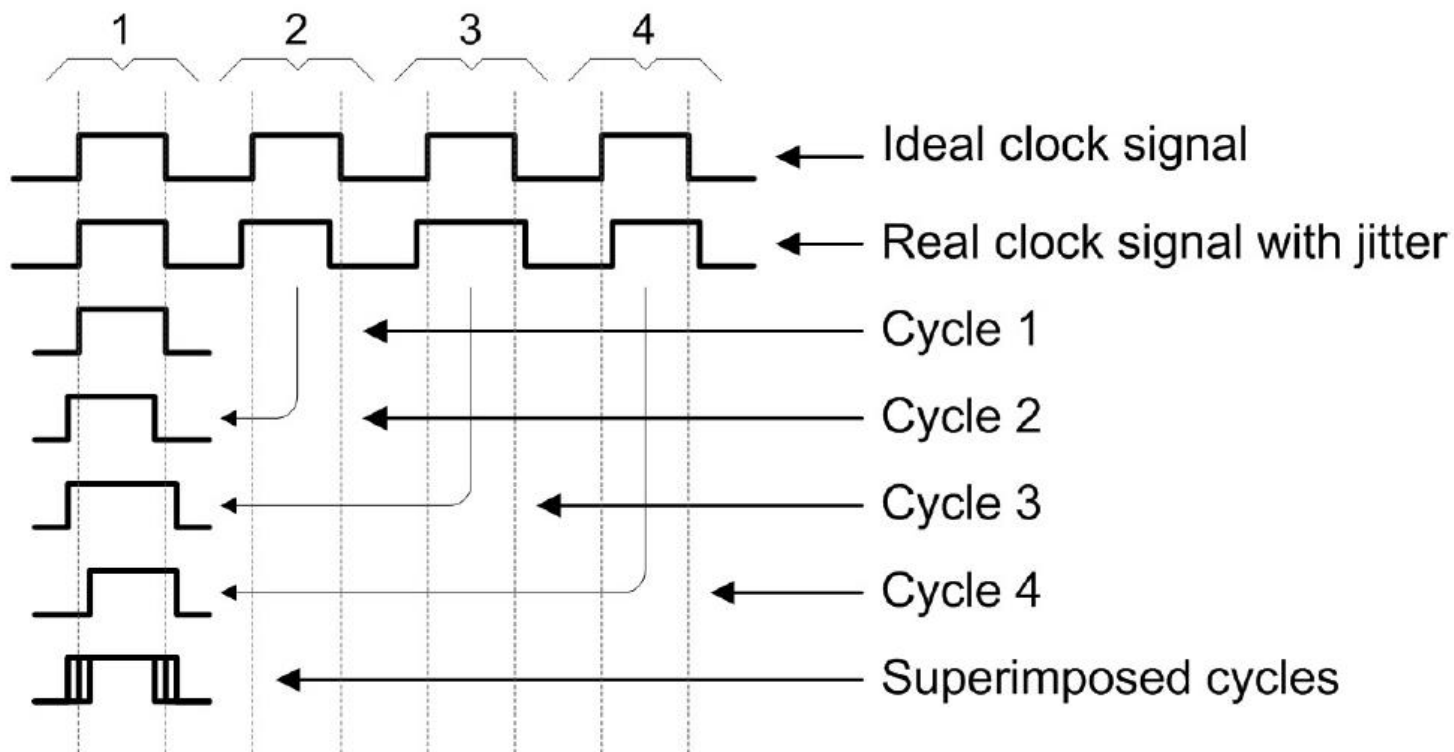 1 2 3 4
Ideal clock signal
Real clock signal with jitter
Cycle 1
Cycle 2
Cycle 3
Cycle 4
Superimposed cycles